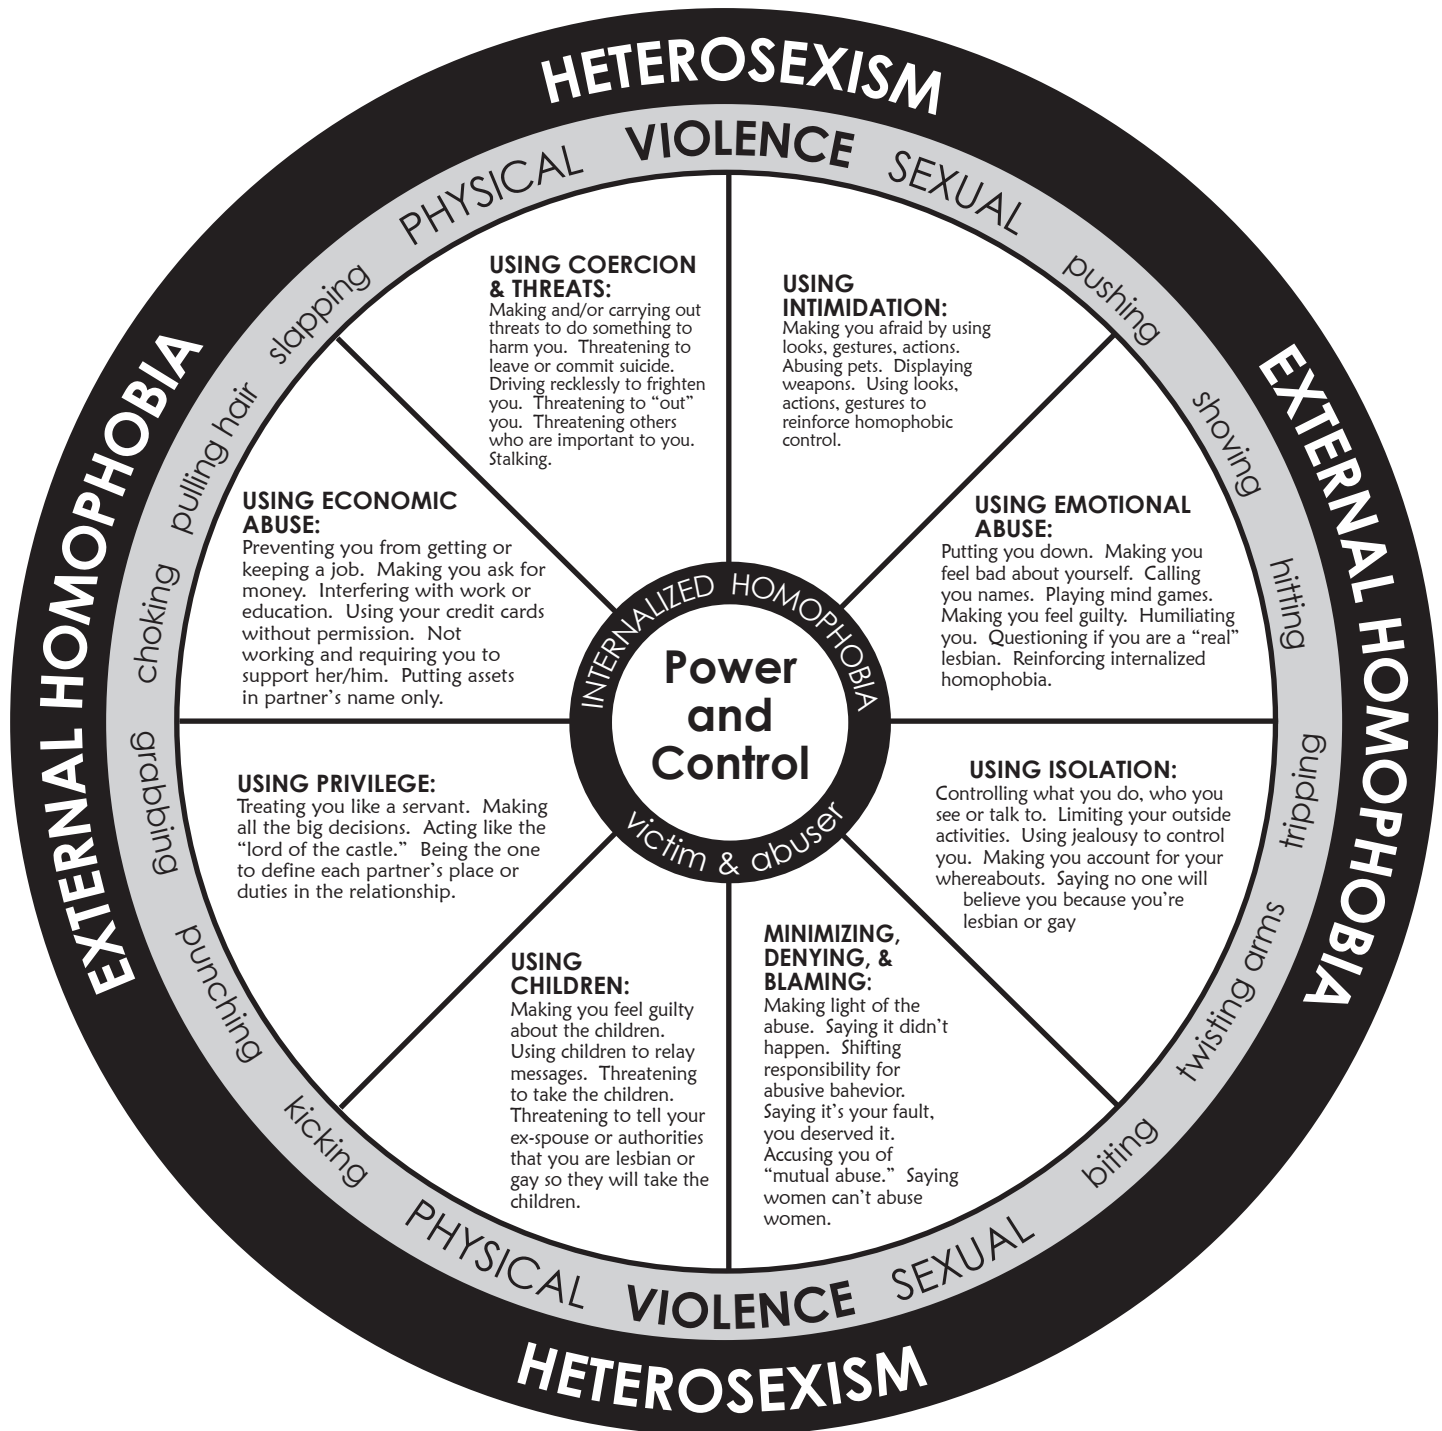 HETEROSEXISM
PHYSICAL VIOLENCE SEXUAL
pushing
shoving
hitting
tripping
twisting arms
biting
EXTERNAL HOMOPHOBIA
EXTERNAL HOMOPHOBIA
slapping
pulling hair
choking
grabbing
punching
kicking
USING COERCION
& THREATS:
Making and/or carrying out
threats to do something to
harm you. Threatening to
leave or commit suicide.
Driving recklessly to frighten
you. Threatening to “out”
you. Threatening others
who are important to you.
Stalking.
USING
INTIMIDATION:
Making you afraid by using
looks, gestures, actions.
Abusing pets. Displaying
weapons. Using looks,
actions, gestures to
reinforce homophobic
control.
USING ECONOMIC
ABUSE:
Preventing you from getting or
keeping a job. Making you ask for
money. Interfering with work or
education. Using your credit cards
without permission. Not
working and requiring you to
support her/him. Putting assets
in partner’s name only.
USING EMOTIONAL
ABUSE:
Putting you down. Making you
feel bad about yourself. Calling
you names. Playing mind games.
Making you feel guilty. Humiliating
you. Questioning if you are a “real”
lesbian. Reinforcing internalized
homophobia.
INTERNALIZED HOMOPHOBIA
Power
and
Control
victim & abuser
USING PRIVILEGE:
Treating you like a servant. Making
all the big decisions. Acting like the
“lord of the castle.” Being the one
to define each partner’s place or
duties in the relationship.
USING ISOLATION:
Controlling what you do, who you
see or talk to. Limiting your outside
activities. Using jealousy to control
you. Making you account for your
whereabouts. Saying no one will
believe you because you’re
lesbian or gay
USING
CHILDREN:
Making you feel guilty
about the children.
Using children to relay
messages. Threatening
to take the children.
Threatening to tell your
ex-spouse or authorities
that you are lesbian or
gay so they will take the
children.
MINIMIZING,
DENYING, &
BLAMING:
Making light of the
abuse. Saying it didn’t
happen. Shifting
responsibility for
abusive bahevior.
Saying it’s your fault,
you deserved it.
Accusing you of
“mutual abuse.” Saying
women can’t abuse
women.
PHYSICAL VIOLENCE SEXUAL
HETEROSEXISM